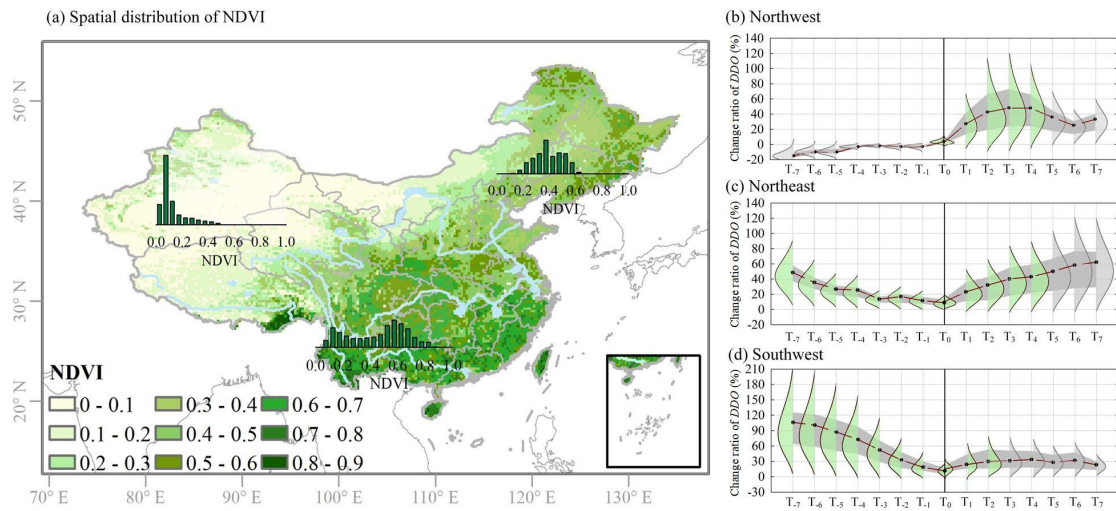 (a) Spatial distribution of NDVI
50° N
40° N
30° N
20° N
70° E
80° E
90° E
100° E
110° E
120° E
130° E
0.0 0.2 0.4 0.6 0.8 1.0
NDVI
0.0 0.2 0.4 0.6 0.8 1.0
NDVI
0.0 0.2 0.4 0.6 0.8 1.0
NDVI
NDVI
0 - 0.1
0.3 - 0.4
0.6 - 0.7
0.1 - 0.2
0.4 - 0.5
0.7 - 0.8
0.2 - 0.3
0.5 - 0.6
0.8 - 0.9
(b) Northwest
Change ratio of DDO (%)
140
120
100
80
60
40
20
0
-20
T-7 T-6 T-5 T-4 T-3 T-2 T-1 T0 T1 T2 T3 T4 T5 T6 T7
(c) Northeast
Change ratio of DDO (%)
140
120
100
80
60
40
20
0
-20
T-7 T-6 T-5 T-4 T-3 T-2 T-1 T0 T1 T2 T3 T4 T5 T6 T7
(d) Southwest
Change ratio of DDO (%)
210
180
150
120
90
60
30
0
-30
T-7 T-6 T-5 T-4 T-3 T-2 T-1 T0 T1 T2 T3 T4 T5 T6 T7